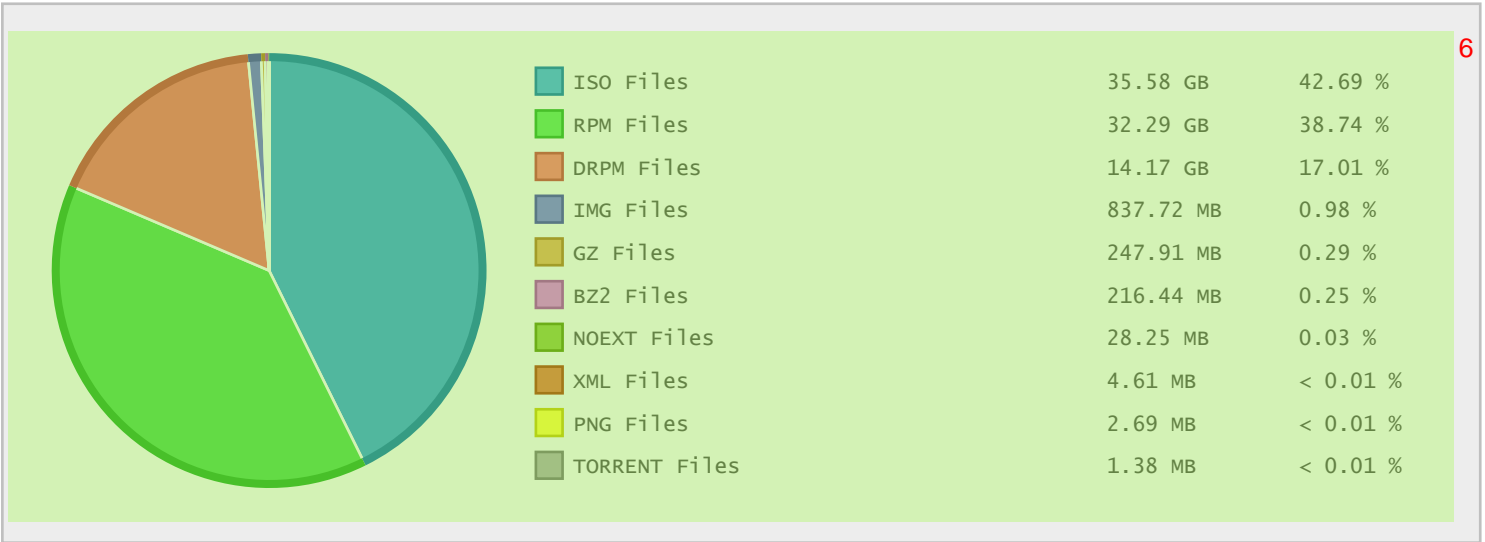 6
ISO Files 35.58 GB 42.69 %
RPM Files 32.29 GB 38.74 %
DRPM Files 14.17 GB 17.01 %
IMG Files 837.72 MB 0.98 %
GZ Files 247.91 MB 0.29 %
BZ2 Files 216.44 MB 0.25 %
NOEXT Files 28.25 MB 0.03 %
XML Files 4.61 MB < 0.01 %
PNG Files 2.69 MB < 0.01 %
TORRENT Files 1.38 MB < 0.01 %